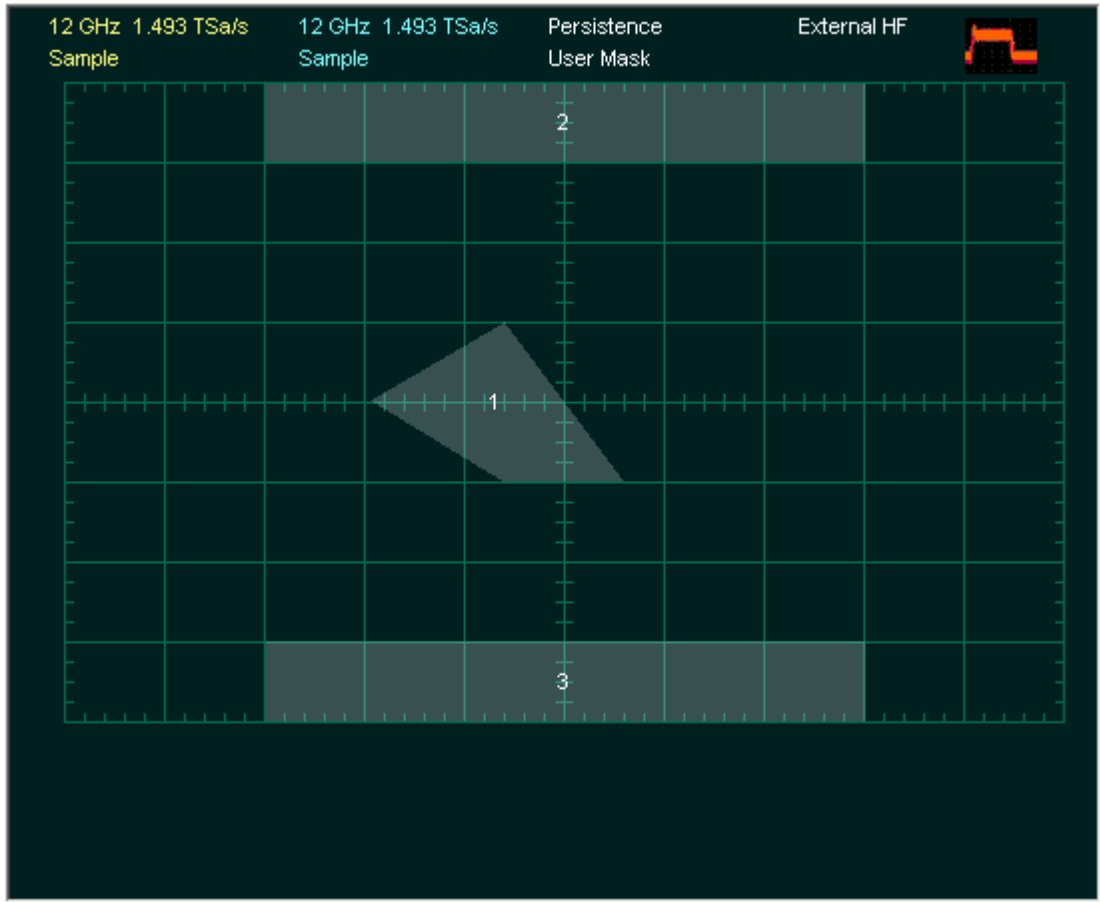 12 GHz 1.493 TSa/s 12 GHz 1.493 TSa/s Persistence External HF
Sample Sample User Mask
2
1
3